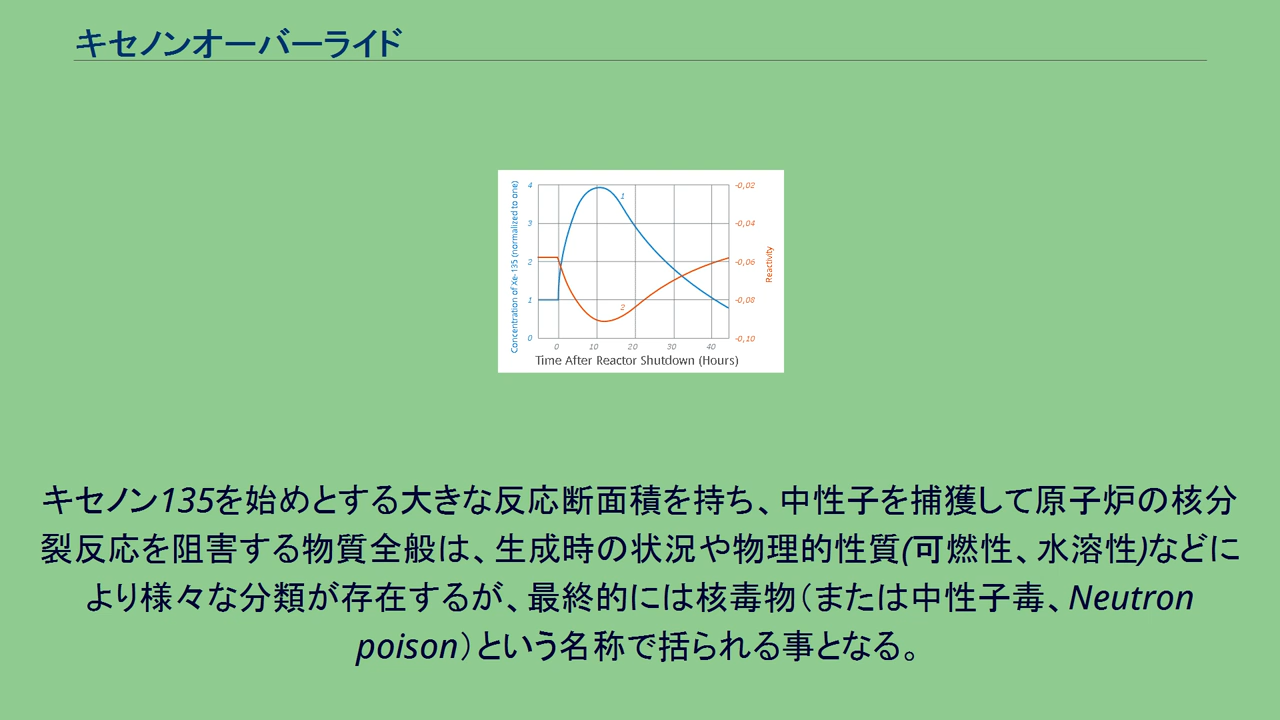 キセノンオーバーライド
Concentration of Xe-135 (normalized to one)
4
3
2
1
0
1
2
-0,02
-0,04
-0,06
-0,08
-0,10
Reactivity
0 10 20 30 40
Time After Reactor Shutdown (Hours)
キセノン135を始めとする大きな反応断面積を持ち、中性子を捕獲して原子炉の核分
裂反応を阻害する物質全般は、生成時の状況や物理的性質(可燃性、水溶性)などに
より様々な分類が存在するが、最終的には核毒物（または中性子毒、Neutron
poison）という名称で括られる事となる。